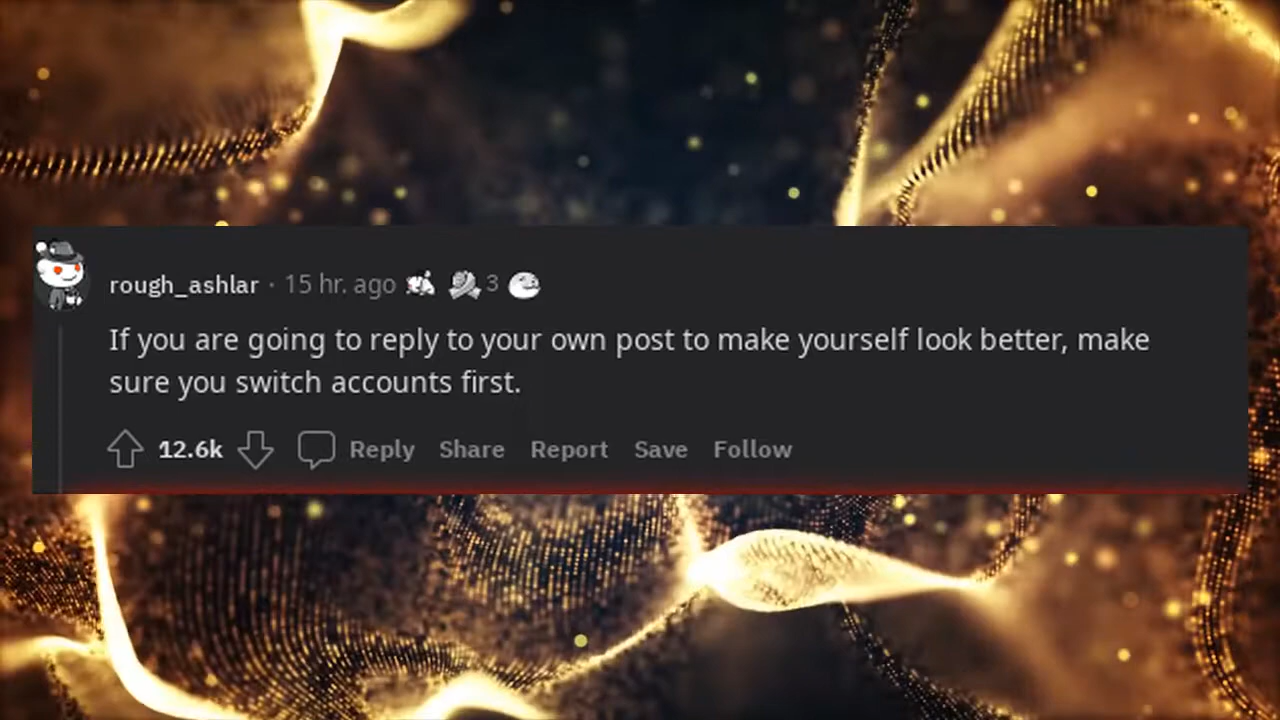 rough_ashlar · 15 hr. ago 3
If you are going to reply to your own post to make yourself look better, make
sure you switch accounts first.
12.6k Reply Share Report Save Follow